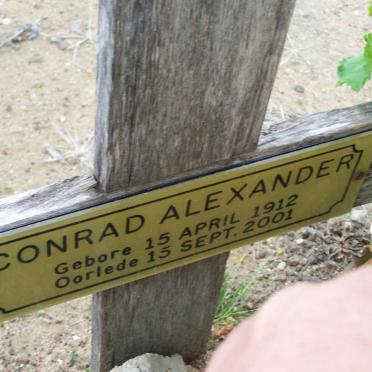 CONRAD ALEXANDER
Gebore 15 APRIL 1912
Oorlede 15 SEPT. 2001